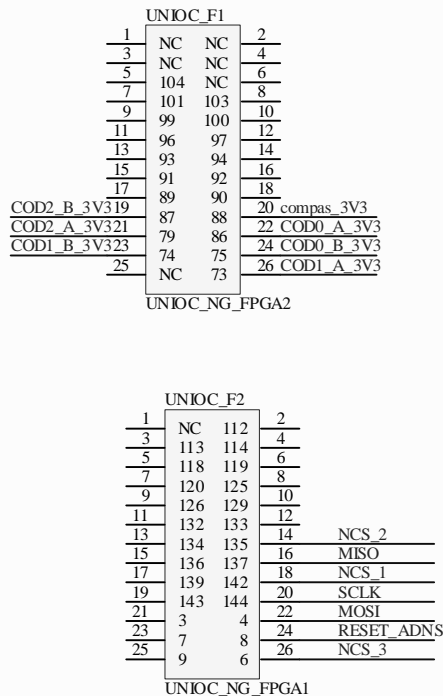 UNIOC_F1
1 NC NC 2
3 NC NC 4
5 104 NC 6
7 101 103 8
9 99 100 10
11 96 97 12
13 93 94 14
15 91 92 16
17 89 90 18
COD2_B_3V3 19 87 88 20 compas_3V3
COD2_A_3V3 21 79 86 22 COD0_A_3V3
COD1_B_3V3 23 74 75 24 COD0_B_3V3
25 NC 73 26 COD1_A_3V3
UNIOC_NG_FPGA2
UNIOC_F2
1 NC 112 2
3 113 114 4
5 118 119 6
7 120 125 8
9 126 129 10
11 132 133 12
13 134 135 14 NCS_2
15 136 137 16 MISO
17 139 142 18 NCS_1
19 143 144 20 SCLK
21 3 4 22 MOSI
23 7 8 24 RESET_ADNS
25 9 6 26 NCS_3
UNIOC_NG_FPGA1